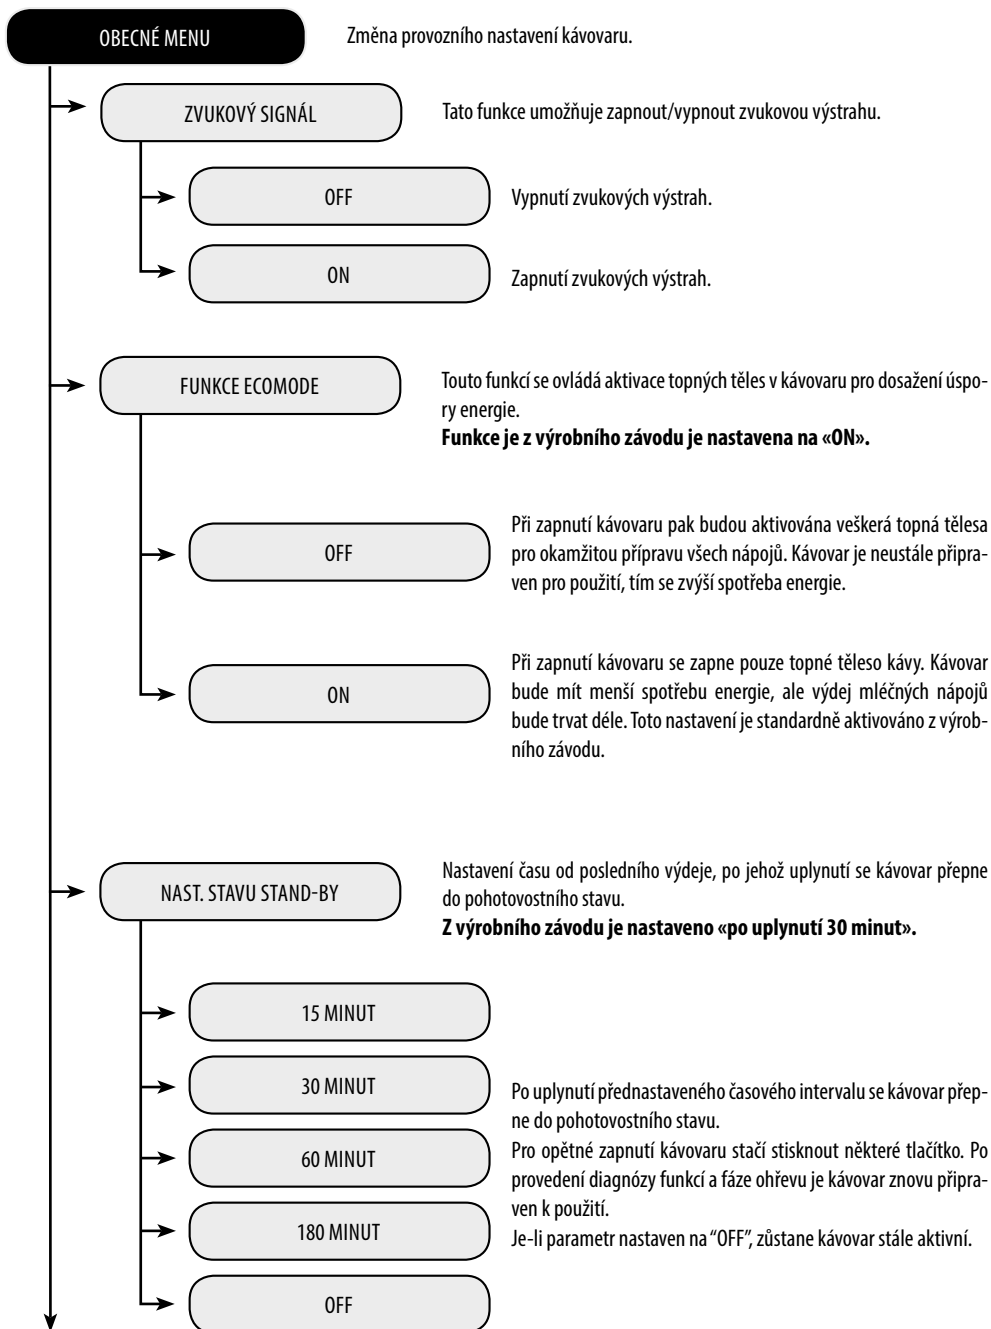 OBECNÉ MENU
Změna provozního nastavení kávovaru.
ZVUKOVÝ SIGNÁL
Tato funkce umožňuje zapnout/vypnout zvukovou výstrahu.
OFF
Vypnutí zvukových výstrah.
ON
Zapnutí zvukových výstrah.
FUNKCE ECOMODE
Touto funkcí se ovládá aktivace topných těles v kávovaru pro dosažení úspo-
ry energie.
Funkce je z výrobního závodu je nastavena na «ON».
OFF
Při zapnutí kávovaru pak budou aktivována veškerá topná tělesa
pro okamžitou přípravu všech nápojů. Kávovar je neustále připra-
ven pro použití, tím se zvýší spotřeba energie.
ON
Při zapnutí kávovaru se zapne pouze topné těleso kávy. Kávovar
bude mít menší spotřebu energie, ale výdej mléčných nápojů
bude trvat déle. Toto nastavení je standardně aktivováno z výrob-
ního závodu.
NAST. STAVU STAND-BY
Nastavení času od posledního výdeje, po jehož uplynutí se kávovar přepne
do pohotovostního stavu.
Z výrobního závodu je nastaveno «po uplynutí 30 minut».
15 MINUT
30 MINUT
60 MINUT
180 MINUT
OFF
Po uplynutí přednastaveného časového intervalu se kávovar přep-
ne do pohotovostního stavu.
Pro opětné zapnutí kávovaru stačí stisknout některé tlačítko. Po
provedení diagnózy funkcí a fáze ohřevu je kávovar znovu připra-
ven k použití.
Je-li parametr nastaven na “OFF”, zůstane kávovar stále aktivní.